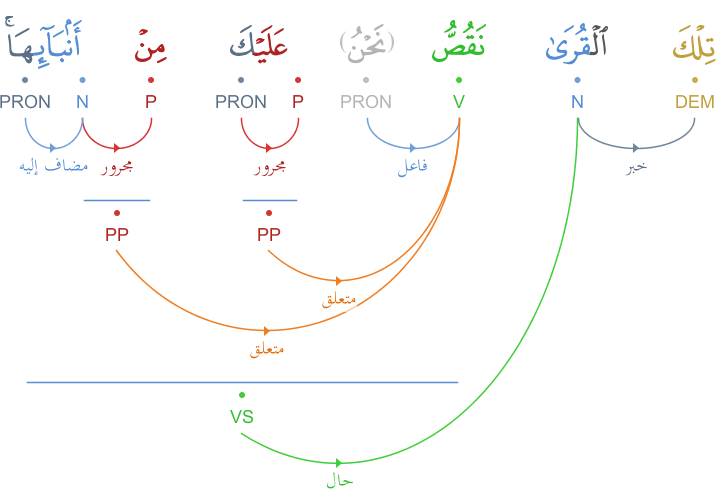 تِلْكَ ٱلْقُرَىٰ نَقُصُّ (نَحْنُ) عَلَيْكَ مِنْ أَنۢبَآئِهَا ۚ
DEM N V PRON P PRON P N PRON
خبر فاعل مجرور مجرور مضاف إليه
PP PP
متعلق
متعلق
VS
حال